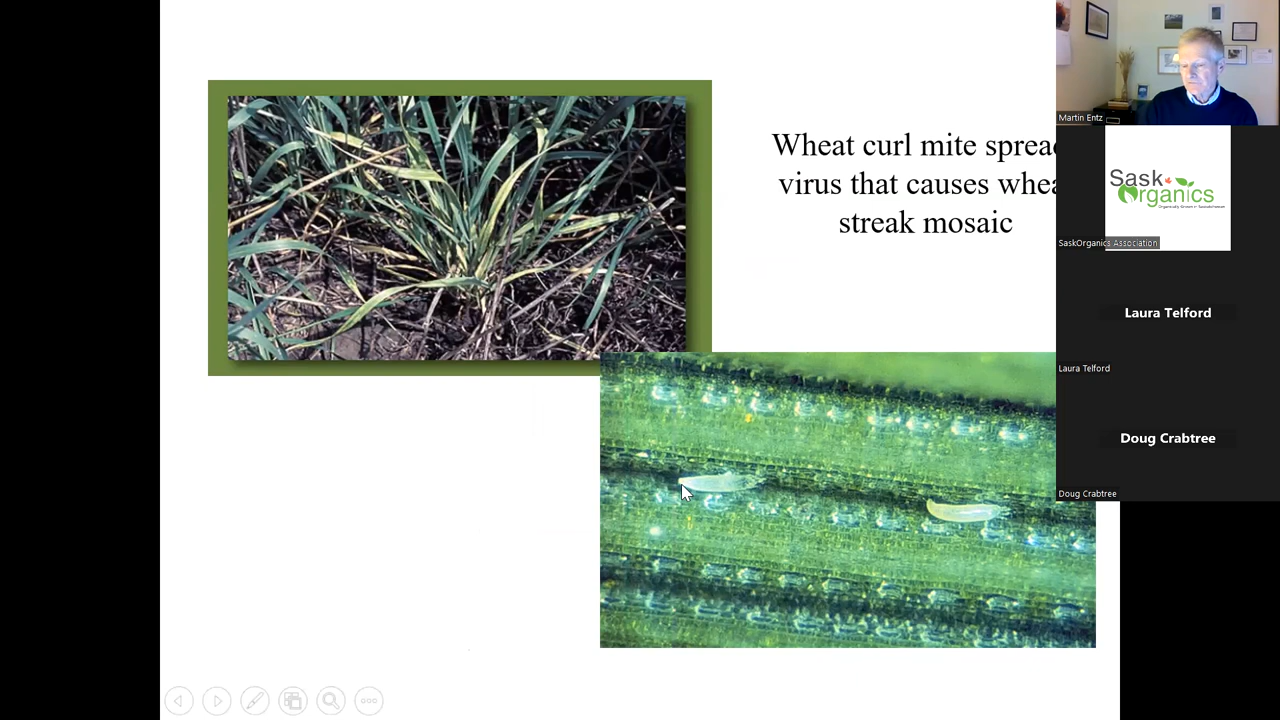 Wheat curl mite sprea
virus that causes whea
streak mosaic
Martin Entz
Sask
Organics
SaskOrganics Association
Laura Telford
Laura Telford
Doug Crabtree
Doug Crabtree